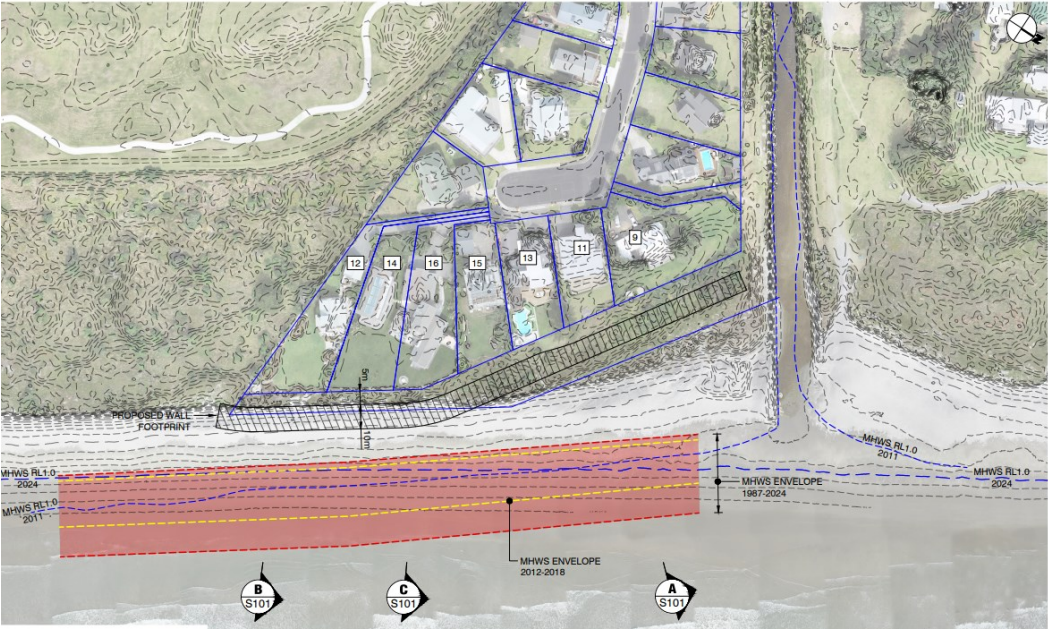 12
14
16
15
13
11
9
5m
10m
PROPOSED WALL
FOOTPRINT
MHWS RL1.0
2011
MHWS RL1.0
2024
MHWS RL1.0
2024
MHWS RL1.0
2011
MHWS ENVELOPE
1987-2024
MHWS ENVELOPE
2012-2018
B
S101
C
S101
A
S101